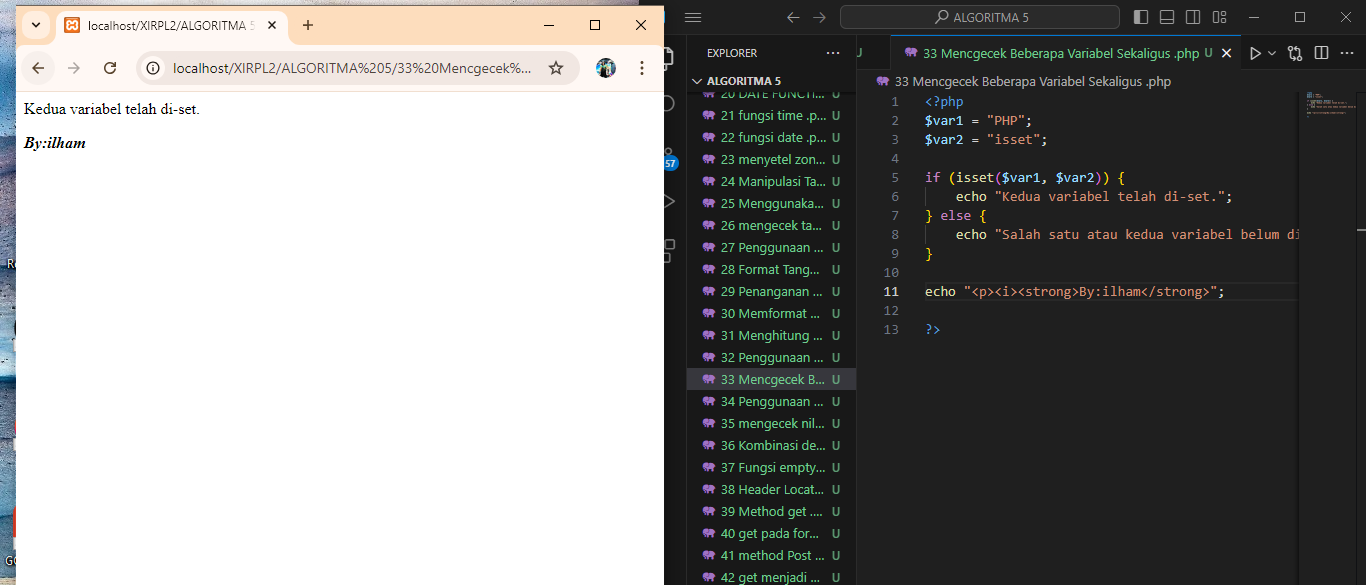 localhost/XIRPL2/ALGORITMA 5
localhost/XIRPL2/ALGORITMA%205/33%20Mencgecek%...
Kedua variabel telah di-set.
By:ilham
57
ALGORITMA 5
EXPLORER
ALGORITMA 5
20 DATE FUNCTI... U
21 fungsi time .p... U
22 fungsi date .p... U
23 menyetel zon... U
24 Manipulasi Ta... U
25 Menggunaka... U
26 mengecek ta... U
27 Penggunaan ... U
28 Format Tang... U
29 Penanganan ... U
30 Memformat ... U
31 Menghitung ... U
32 Penggunaan ... U
33 Mencgecek B... U
34 Penggunaan ... U
35 mengecek nil... U
36 Kombinasi de... U
37 Fungsi empty... U
38 Header Locat... U
39 Method get .... U
40 get pada for... U
41 method Post ... U
42 get menjadi ... U
U
33 Mencgecek Beberapa Variabel Sekaligus .php U
33 Mencgecek Beberapa Variabel Sekaligus .php
1 <?php
2 $var1 = "PHP";
3 $var2 = "isset";
4
5 if (isset($var1, $var2)) {
6 echo "Kedua variabel telah di-set.";
7 } else {
8 echo "Salah satu atau kedua variabel belum di
9 }
10
11 echo "<p><i><strong>By:ilham</strong>";
12
13 ?>